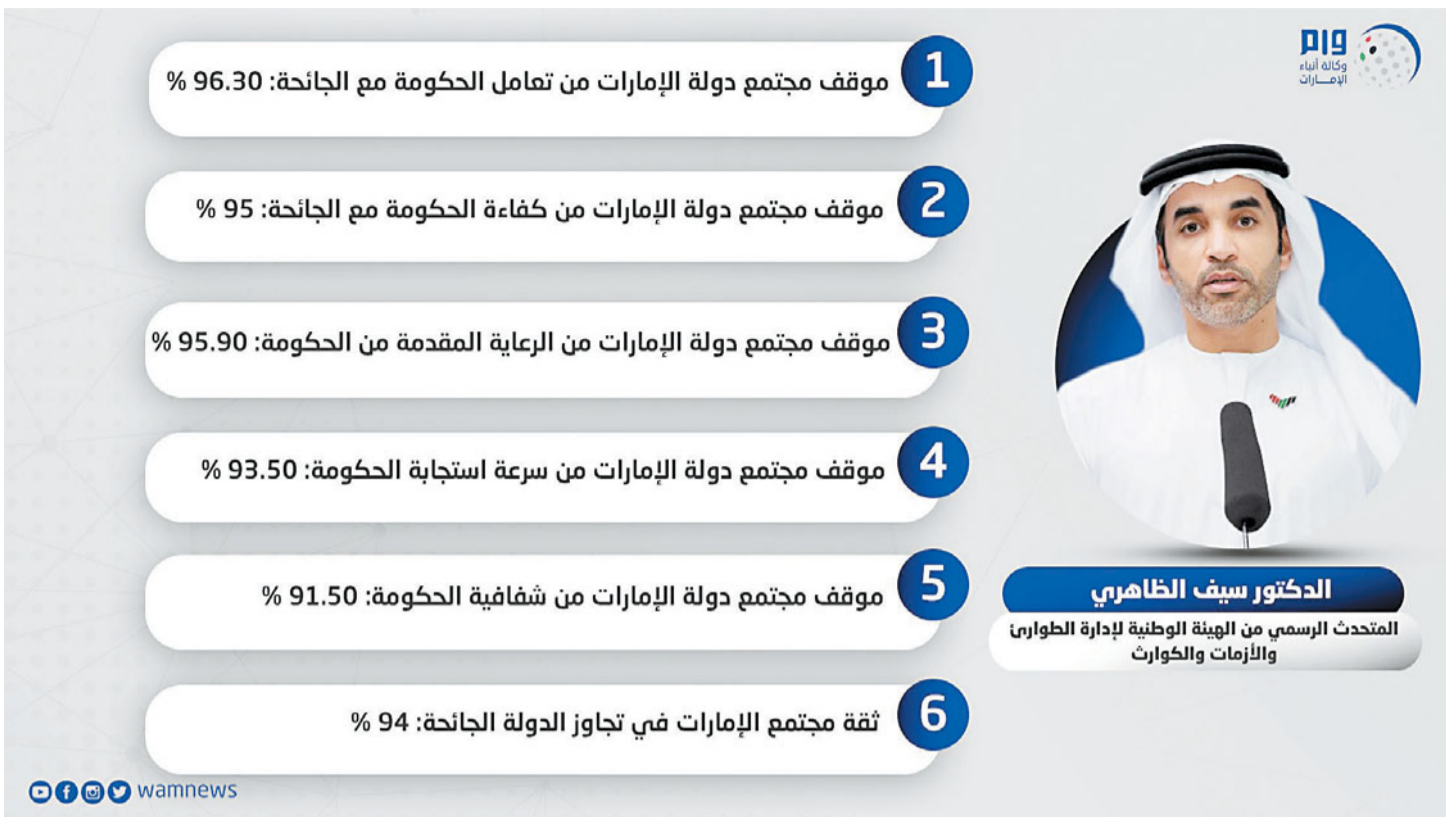 وام
وكالة أنباء
الإمــارات
1
موقف مجتمع دولة الإمارات من تعامل الحكومة مع الجائحة: 96.30 %
2
موقف مجتمع دولة الإمارات من كفاءة الحكومة مع الجائحة: 95 %
3
موقف مجتمع دولة الإمارات من الرعاية المقدمة من الحكومة: 95.90 %
4
موقف مجتمع دولة الإمارات من سرعة استجابة الحكومة: 93.50 %
5
موقف مجتمع دولة الإمارات من شفافية الحكومة: 91.50 %
6
ثقة مجتمع الإمارات في تجاوز الدولة الجائحة: 94 %
الدكتور سيف الظاهري
المتحدث الرسمي من الهيئة الوطنية لإدارة الطوارئ
والأزمات والكوارث
wamnews